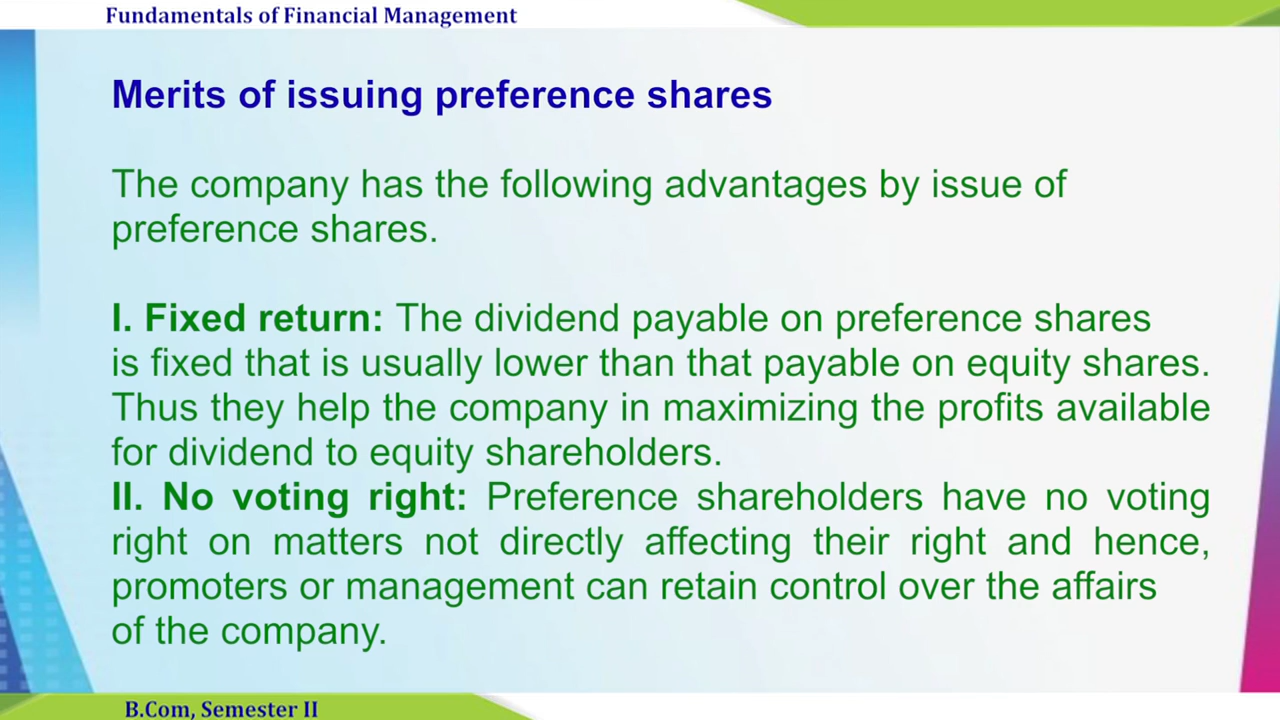 Fundamentals of Financial Management
Merits of issuing preference shares
The company has the following advantages by issue of
preference shares.
I. Fixed return: The dividend payable on preference shares
is fixed that is usually lower than that payable on equity shares.
Thus they help the company in maximizing the profits available
for dividend to equity shareholders.
II. No voting right: Preference shareholders have no voting
right on matters not directly affecting their right and hence,
promoters or management can retain control over the affairs
of the company.
B.Com, Semester II